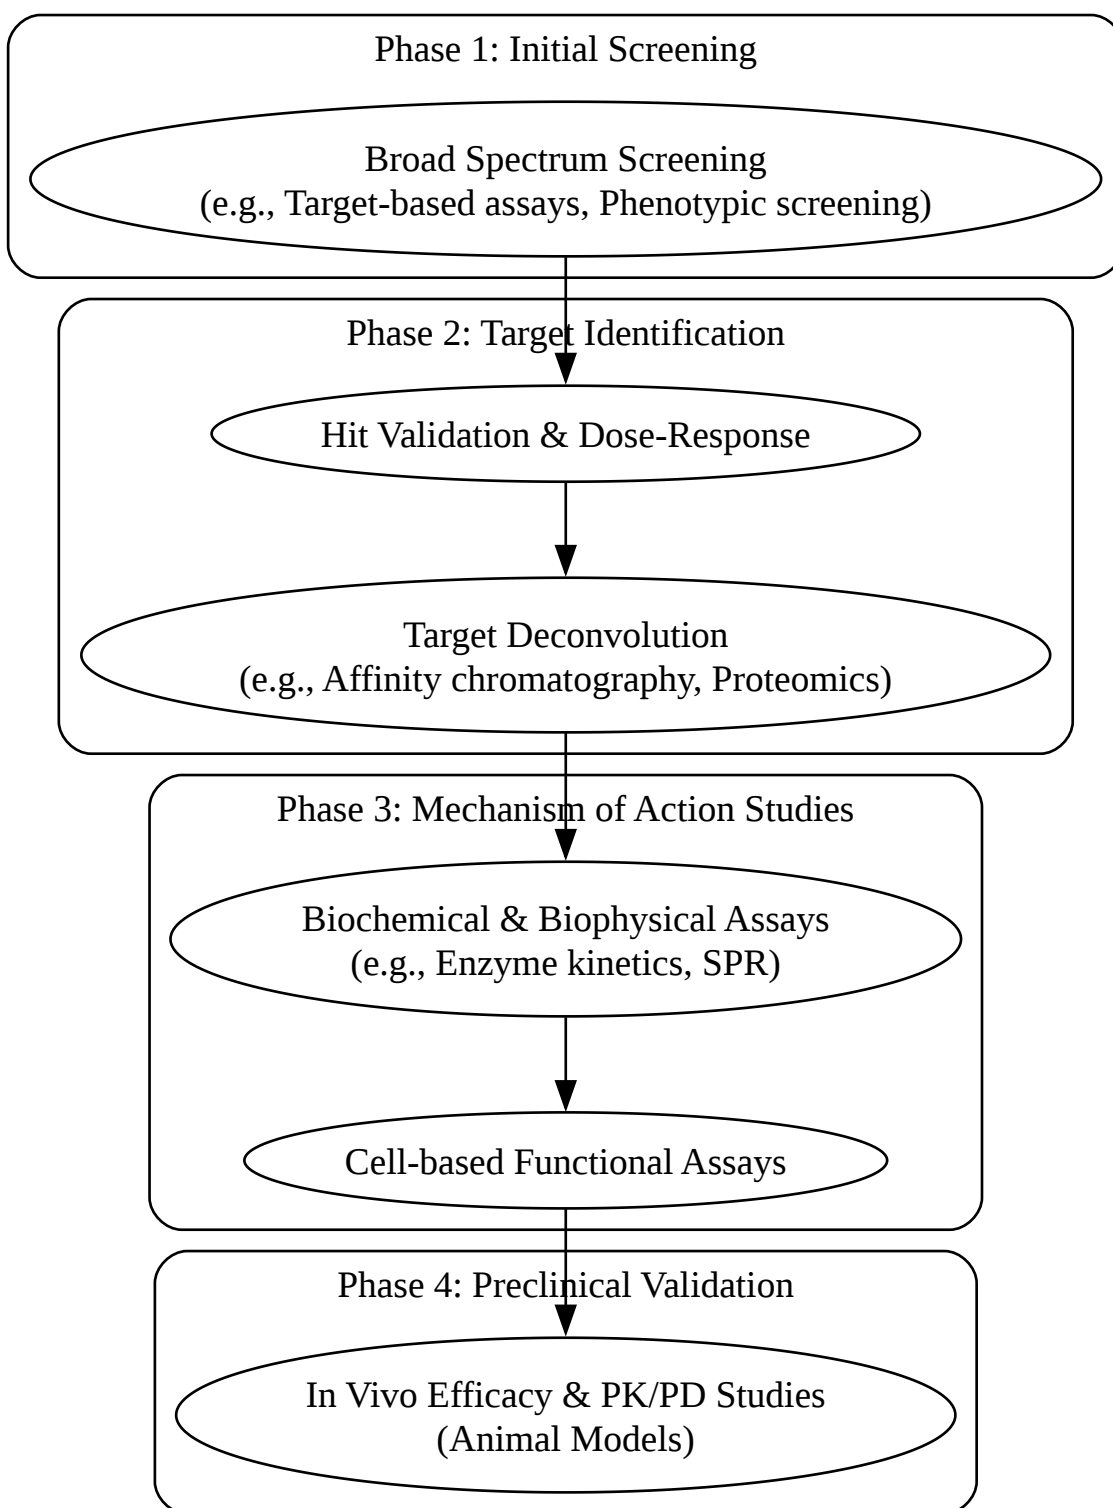 Phase 1: Initial Screening
Broad Spectrum Screening
(e.g., Target-based assays, Phenotypic screening)
Phase 2: Target Identification
Hit Validation & Dose-Response
Target Deconvolution
(e.g., Affinity chromatography, Proteomics)
Phase 3: Mechanism of Action Studies
Biochemical & Biophysical Assays
(e.g., Enzyme kinetics, SPR)
Cell-based Functional Assays
Phase 4: Preclinical Validation
In Vivo Efficacy & PK/PD Studies
(Animal Models)